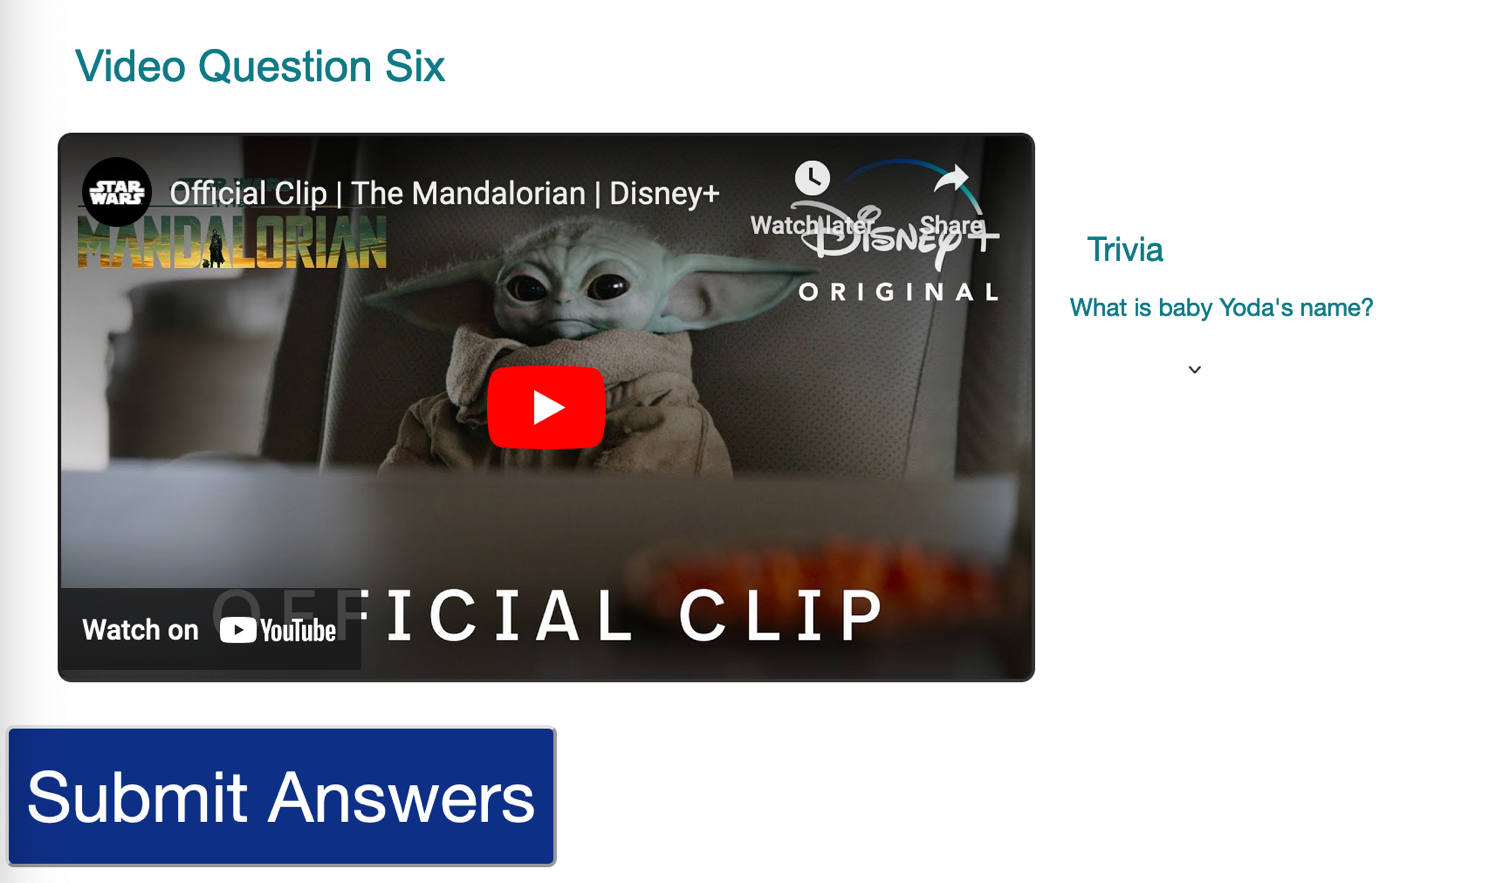 Video Question Six
STAR WARS
Official Clip | The Mandalorian | Disney+
Watch later
Share
MANDALORIAN
Disney+
ORIGINAL
Trivia
What is baby Yoda's name?
OFFICIAL CLIP
Watch on YouTube
Submit Answers